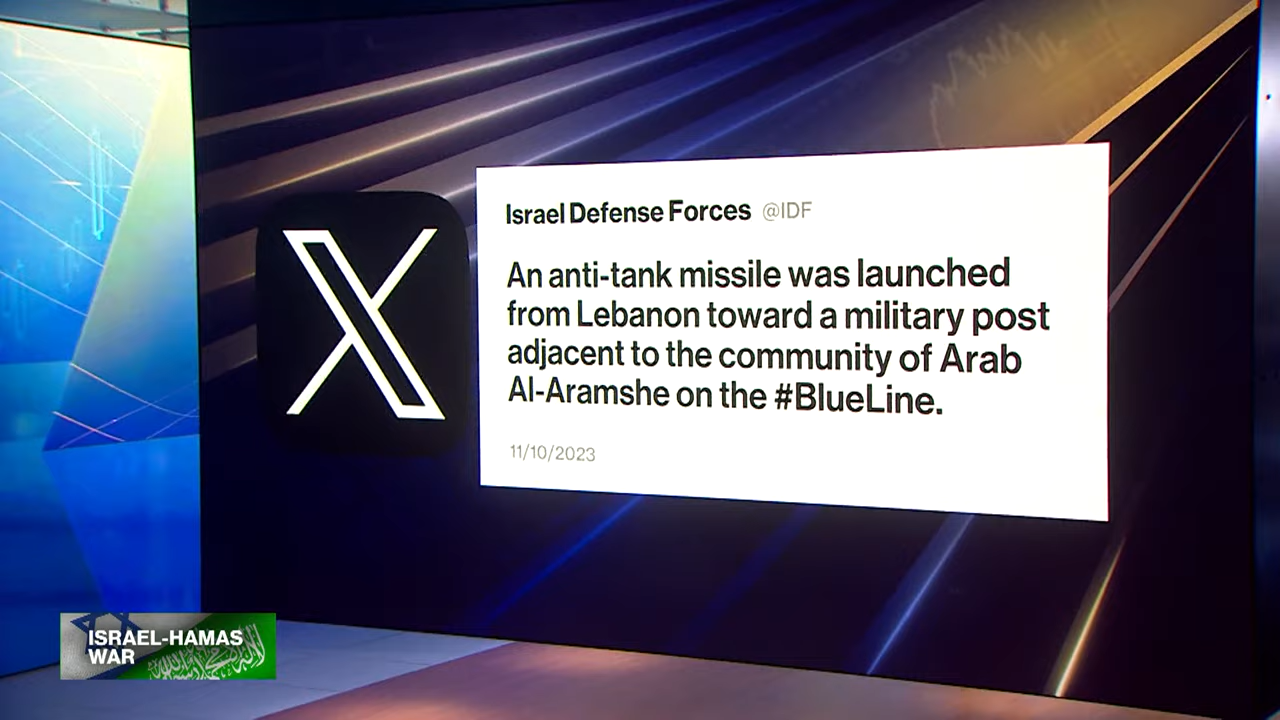 Israel Defense Forces @IDF
An anti-tank missile was launched
from Lebanon toward a military post
adjacent to the community of Arab
Al-Aramshe on the #BlueLine.
11/10/2023
ISRAEL-HAMAS
WAR